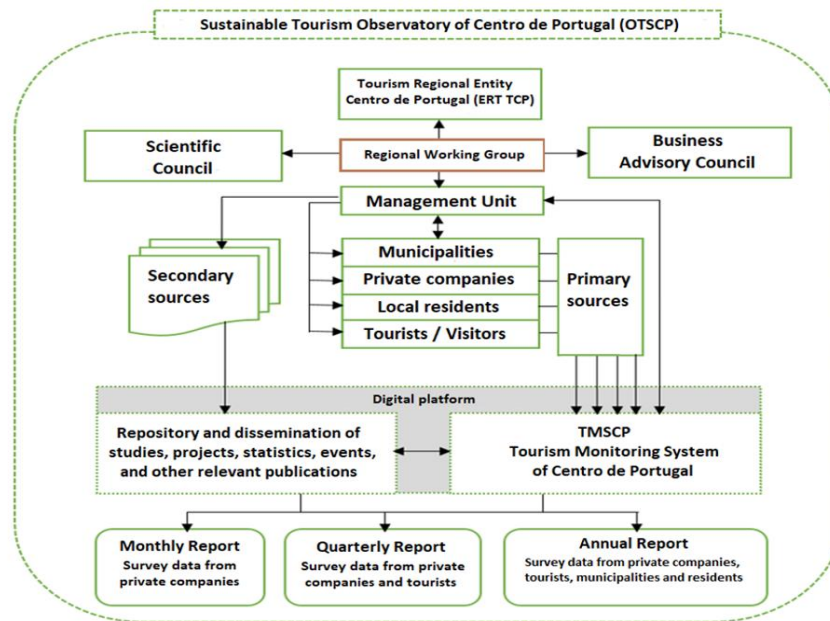 Sustainable Tourism Observatory of Centro de Portugal (OTSCP)
Tourism Regional Entity
Centro de Portugal (ERT TCP)
Scientific
Council
Regional Working Group
Business
Advisory Council
Management Unit
Secondary
sources
Municipalities
Private companies
Local residents
Tourists / Visitors
Primary
sources
Digital platform
Repository and dissemination of
studies, projects, statistics, events,
and other relevant publications
TMSCP
Tourism Monitoring System
of Centro de Portugal
Monthly Report
Survey data from
private companies
Quarterly Report
Survey data from private
companies and tourists
Annual Report
Survey data from private companies,
tourists, municipalities and residents